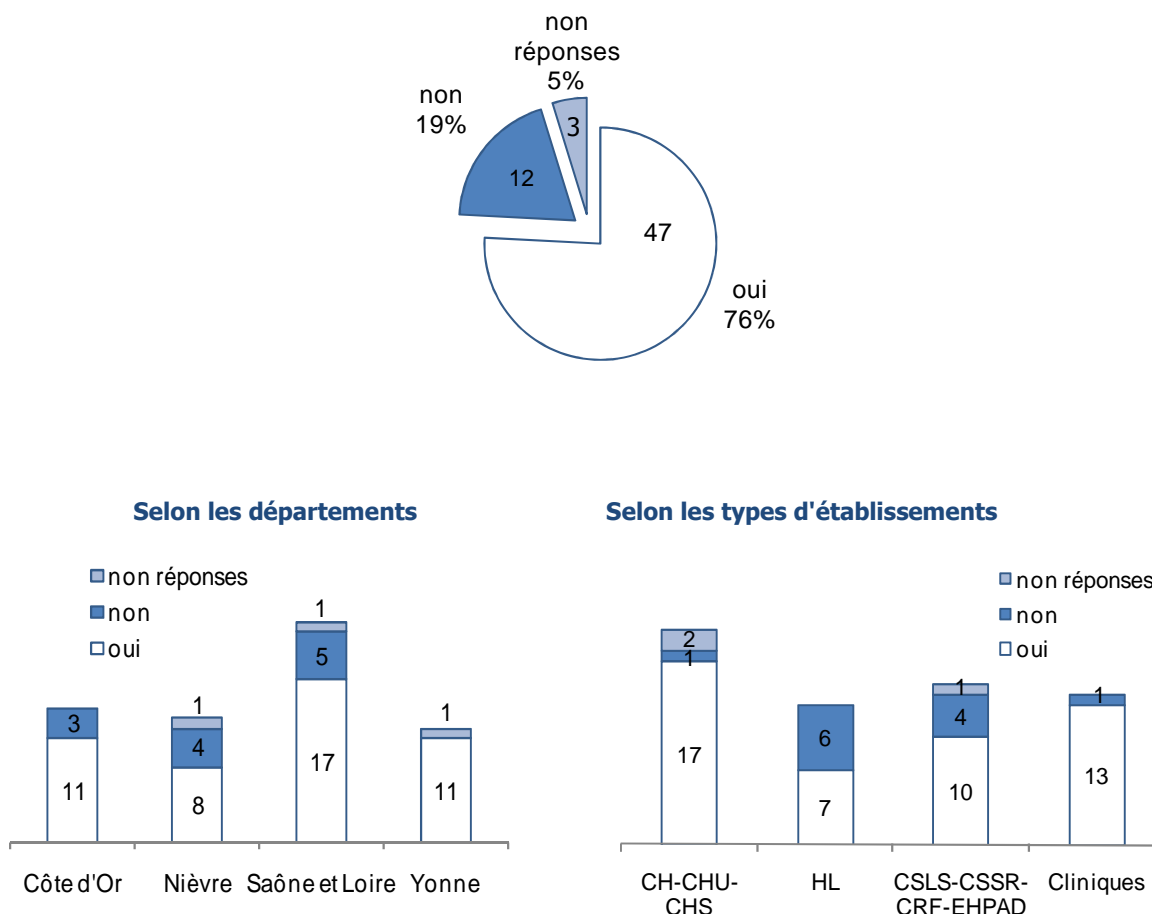 non
réponses
5%
3
non
19%
12
47
oui
76%
Selon les départements
non réponses
non
oui
3
11
1
4
8
1
5
17
1
11
Côte d'Or
Nièvre
Saône et Loire
Yonne
Selon les types d'établissements
non réponses
non
oui
2
1
17
6
7
1
4
10
1
13
CH-CHU-
CHS
HL
CSLS-CSSR-
CRF-EHPAD
Cliniques